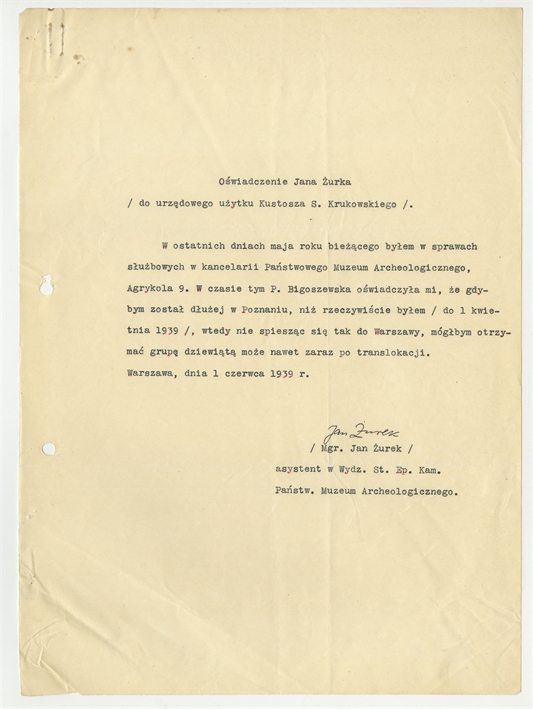 Oświadczenie Jana Żurka
/ do urzędowego użytku Kustosza S. Krukowskiego /.
W ostatnich dniach maja roku bieżącego byłem w sprawach
służbowych w kancelarii Państwowego Muzeum Archeologicznego,
Agrykola 9. W czasie tym P. Bigoszewska oświadczyła mi, że gdy-
bym został dłużej w Poznaniu, niż rzeczywiście byłem / do 1 kwie-
tnia 1939 /, wtedy nie spiesząc się tak do Warszawy, mógłbym otrzy-
mać grupę dziewiątą może nawet zaraz po translokacji.
Warszawa, dnia 1 czerwca 1939 r.
Jan Żurek
/ Mgr. Jan Żurek /
asystent w Wydz. St. Ep. Kam.
Państw. Muzeum Archeologicznego.